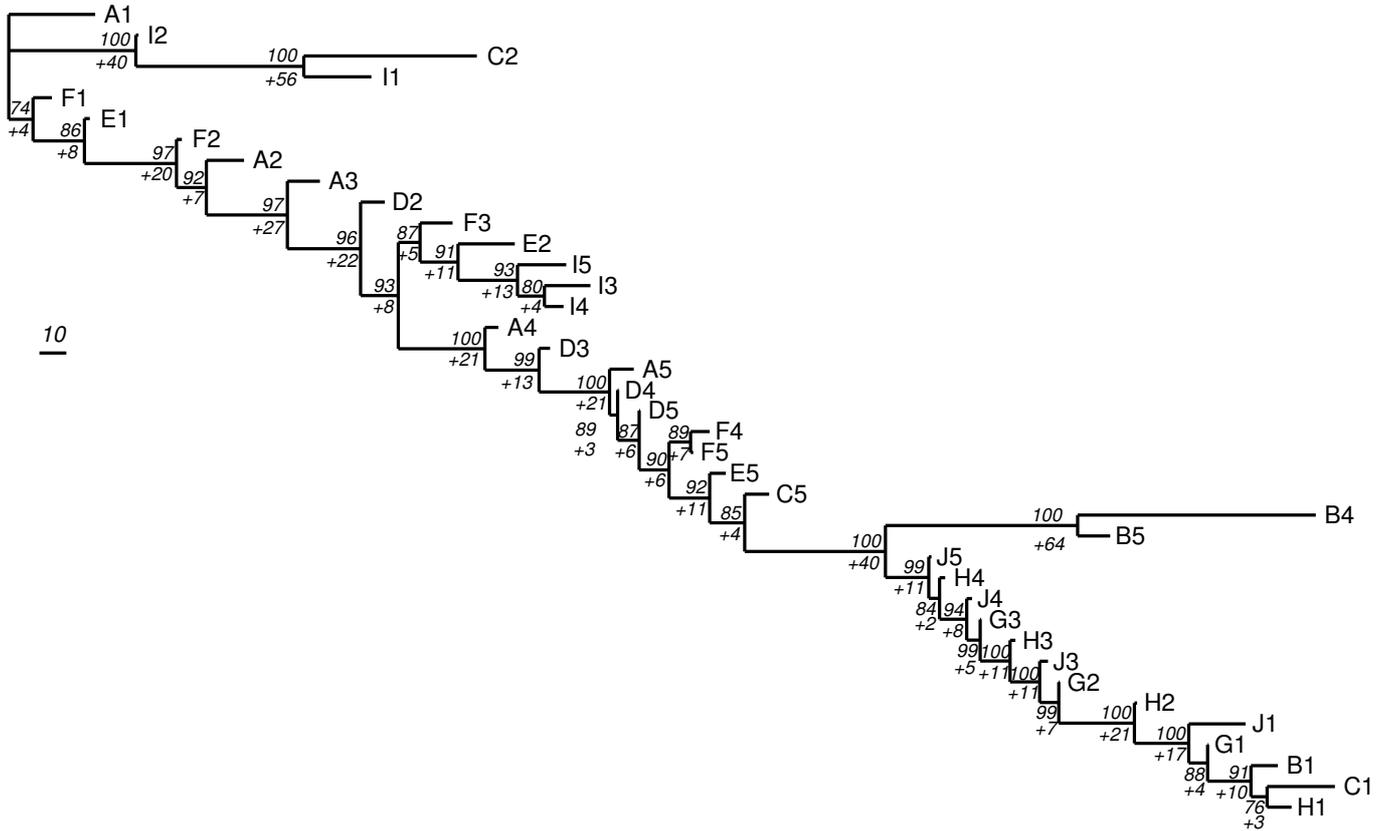 A1
100 I2
+40
100 C2
+56 I1
F1
74 E1
+4 86
+8 F2
97 A2
+20 92
+7 A3
97 D2
+27
96 87 F3
+22 +5 91 E2
+11 93 I5
93 +13 80 I3
+8 +4 I4
10
100 A4
+21 99 D3
+13 100 A5
+21 D4
D5
89 87 89 F4
+3 +6 +7 F5
90
+6 92 E5
+11 85 C5
+4
100 B4
100 +64 B5
+40 99 J5
+11 H4
84 94 J4
+2 +8 G3
99 100 H3
+5 +11 100 J3
+11 G2
99 100 H2
+7 +21 100 J1
+17 G1
88 91 B1
+4 +10 C1
76 H1
+3